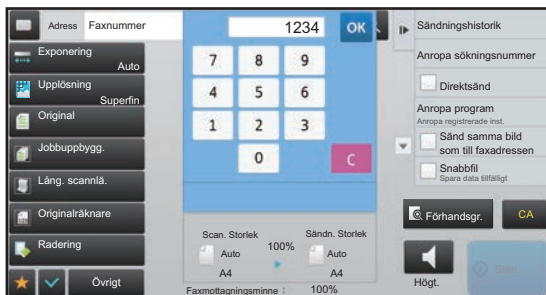 Adress Faxnummer
1234 OK
7 8 9
4 5 6
1 2 3
0 C
Exponering
Auto
Upplösning
Superfin
Original
Jobbuppbygg.
Lång. scannlä.
Originalräknare
Radering
Övrigt
Scan. Storlek
Auto
A4
100%
Sändn. Storlek
Auto
A4
Faxmottagningsminne : 100%
Sändningshistorik
Anropa sökningsnummer
Direktsänd
Anropa program
Anropa registrerade inst.
Sänd samma bild
som till faxadressen
Snabbfil
Spara data tillfälligt
Förhandsgr. CA
Högt.
Start